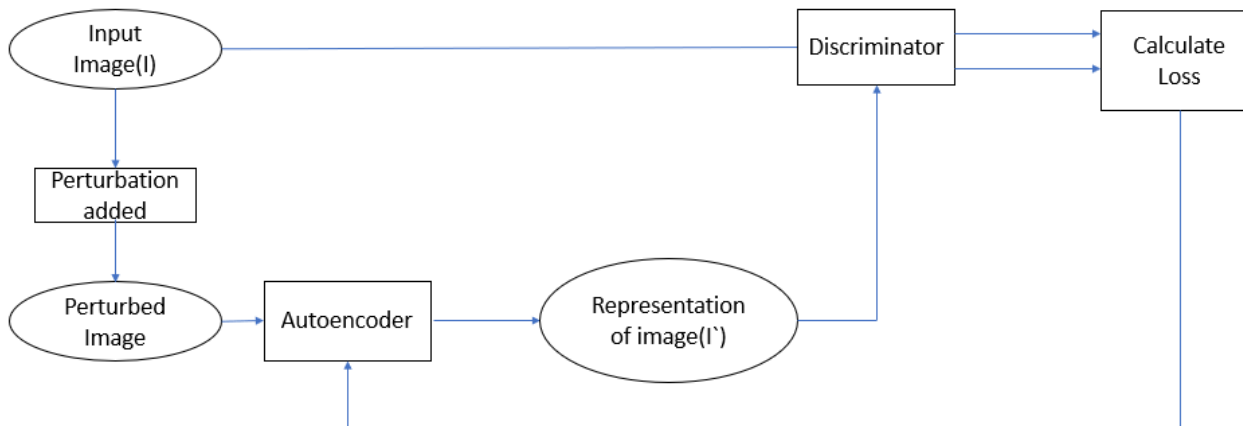 Input
Image(I)
Discriminator
Calculate
Loss
Perturbation
added
Perturbed
Image
Autoencoder
Representation
of image(I`)